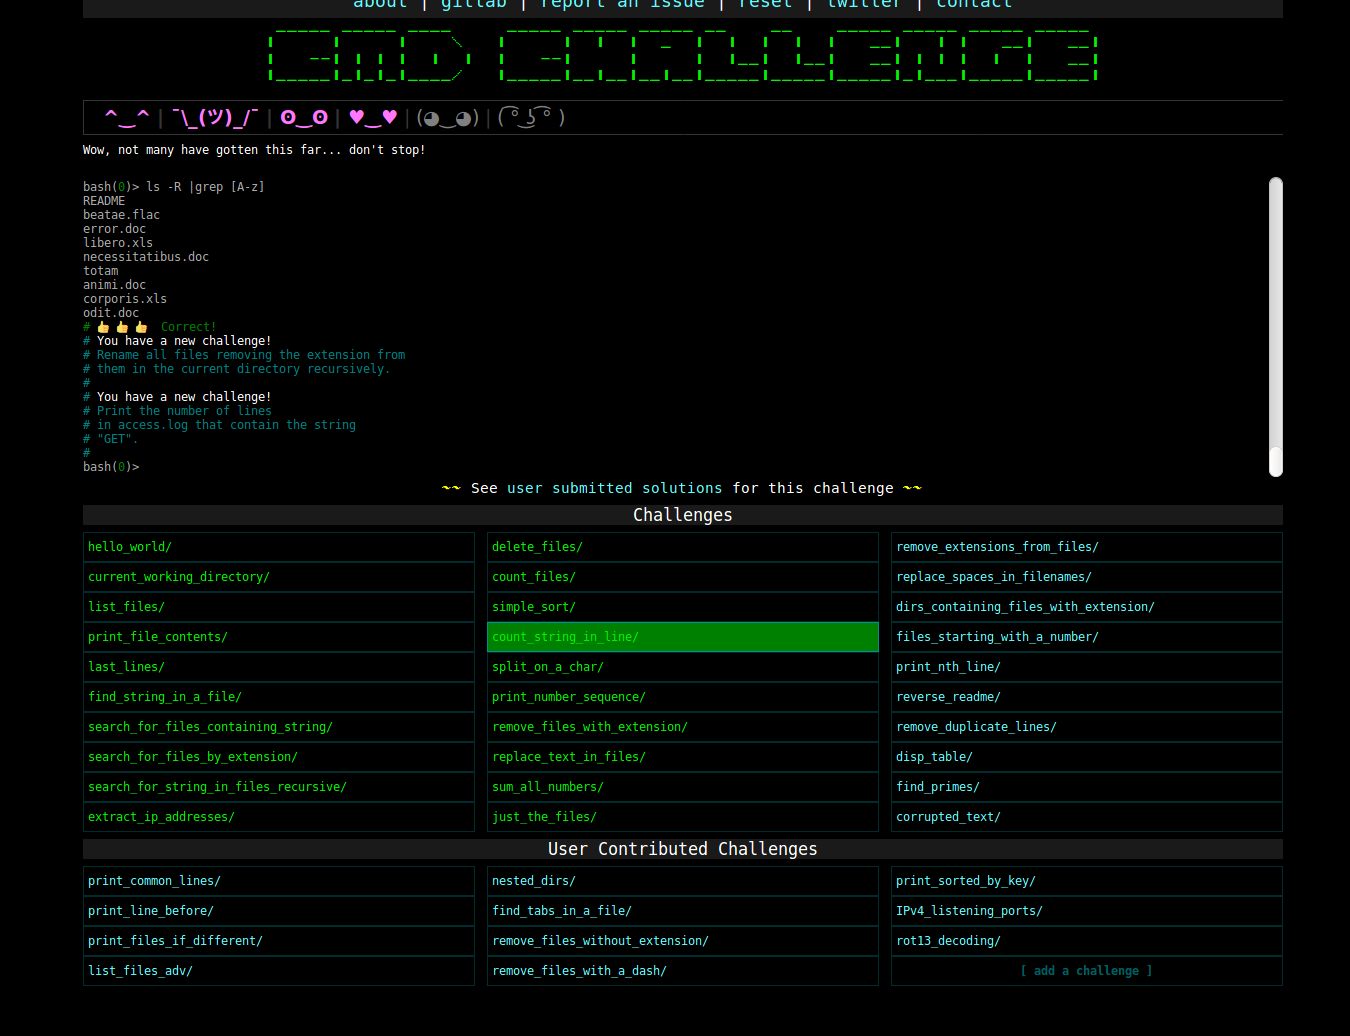 about | gitlab | report an issue | reset | twitter | contact
CMD CHALLENGE
^‿^ | ¯\_(ツ)_/¯ | ʘ‿ʘ | ♥‿♥ | (◕‿◕) | ( ͡° ͜ʖ ͡° )
Wow, not many have gotten this far... don't stop!
bash(0)> ls -R |grep [A-z]
README
beatae.flac
error.doc
libero.xls
necessitatibus.doc
totam
animi.doc
corporis.xls
odit.doc
# 👍 👍 👍 Correct!
# You have a new challenge!
# Rename all files removing the extension from
# them in the current directory recursively.
#
# You have a new challenge!
# Print the number of lines
# in access.log that contain the string
# "GET".
#
bash(0)>
~~ See user submitted solutions for this challenge ~~
Challenges
hello_world/
delete_files/
remove_extensions_from_files/
current_working_directory/
count_files/
replace_spaces_in_filenames/
list_files/
simple_sort/
dirs_containing_files_with_extension/
print_file_contents/
count_string_in_line/
files_starting_with_a_number/
last_lines/
split_on_a_char/
print_nth_line/
find_string_in_a_file/
print_number_sequence/
reverse_readme/
search_for_files_containing_string/
remove_files_with_extension/
remove_duplicate_lines/
search_for_files_by_extension/
replace_text_in_files/
disp_table/
search_for_string_in_files_recursive/
sum_all_numbers/
find_primes/
extract_ip_addresses/
just_the_files/
corrupted_text/
User Contributed Challenges
print_common_lines/
nested_dirs/
print_sorted_by_key/
print_line_before/
find_tabs_in_a_file/
IPv4_listening_ports/
print_files_if_different/
remove_files_without_extension/
rot13_decoding/
list_files_adv/
remove_files_with_a_dash/
[ add a challenge ]